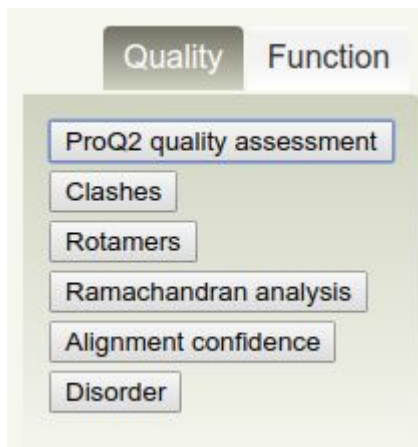 Quality Function
ProQ2 quality assessment
Clashes
Rotamers
Ramachandran analysis
Alignment confidence
Disorder